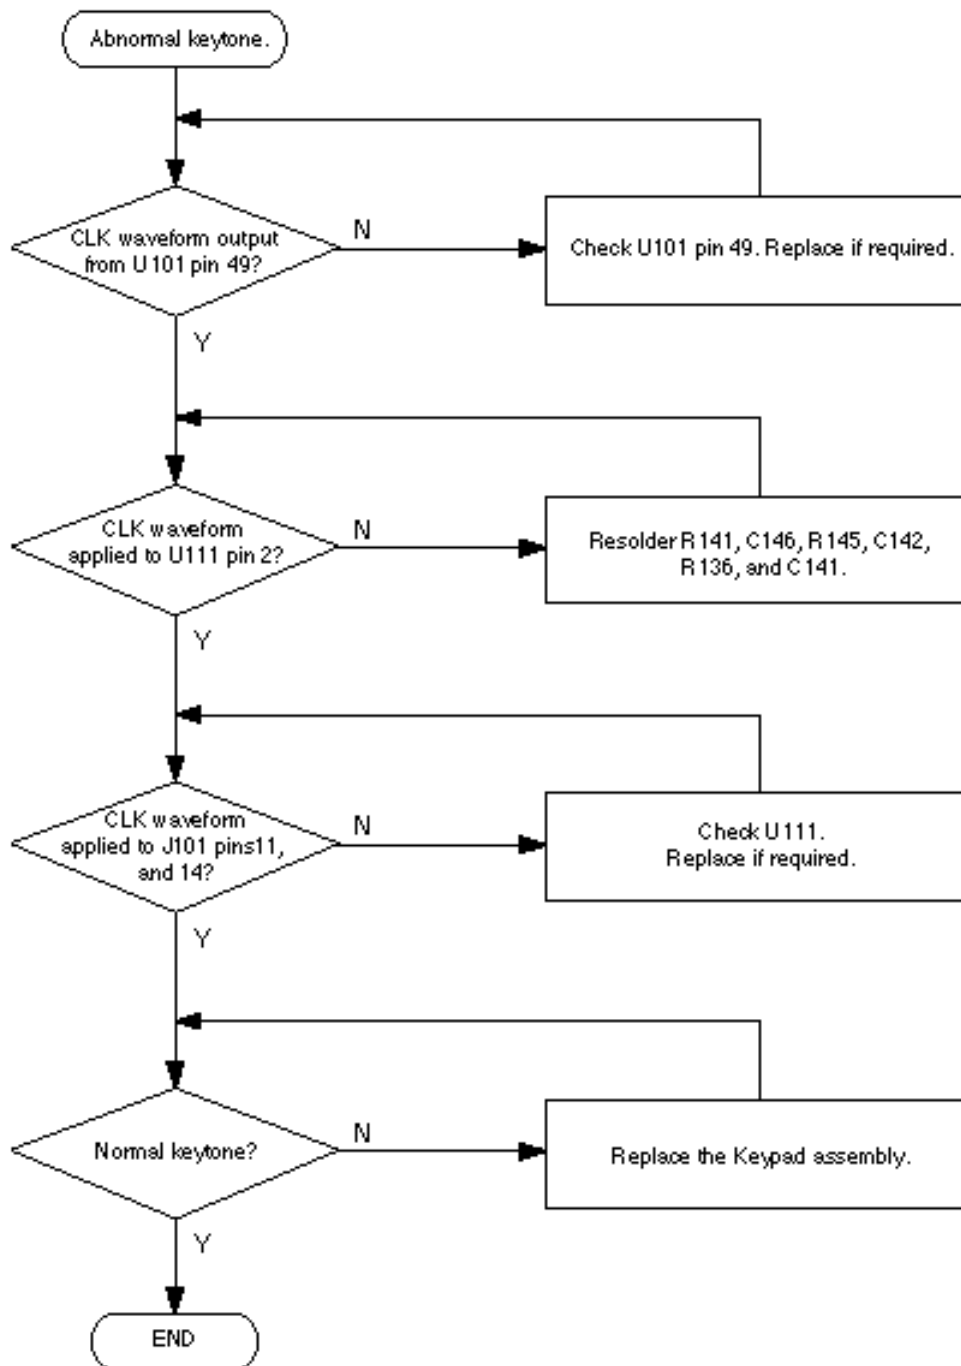 Abnormal keytone.
CLK waveform output
from U101 pin 49?
N
Check U101 pin 49. Replace if required.
Y
CLK waveform
applied to U111 pin 2?
N
Resolder R141, C146, R145, C142,
R136, and C141.
Y
CLK waveform
applied to J101 pins11,
and 14?
N
Check U111.
Replace if required.
Y
Normal keytone?
N
Replace the Keypad assembly.
Y
END